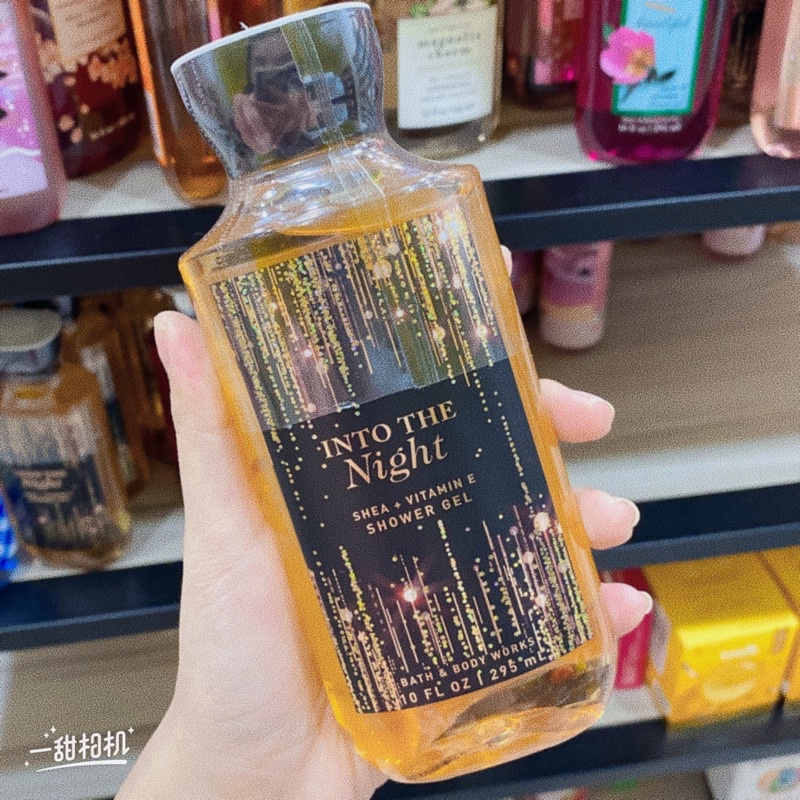 magnolia
charm
INTO THE
Night
SHEA + VITAMIN E
SHOWER GEL
BATH & BODY WORKS
10 FL OZ / 295 mL
一甜相机